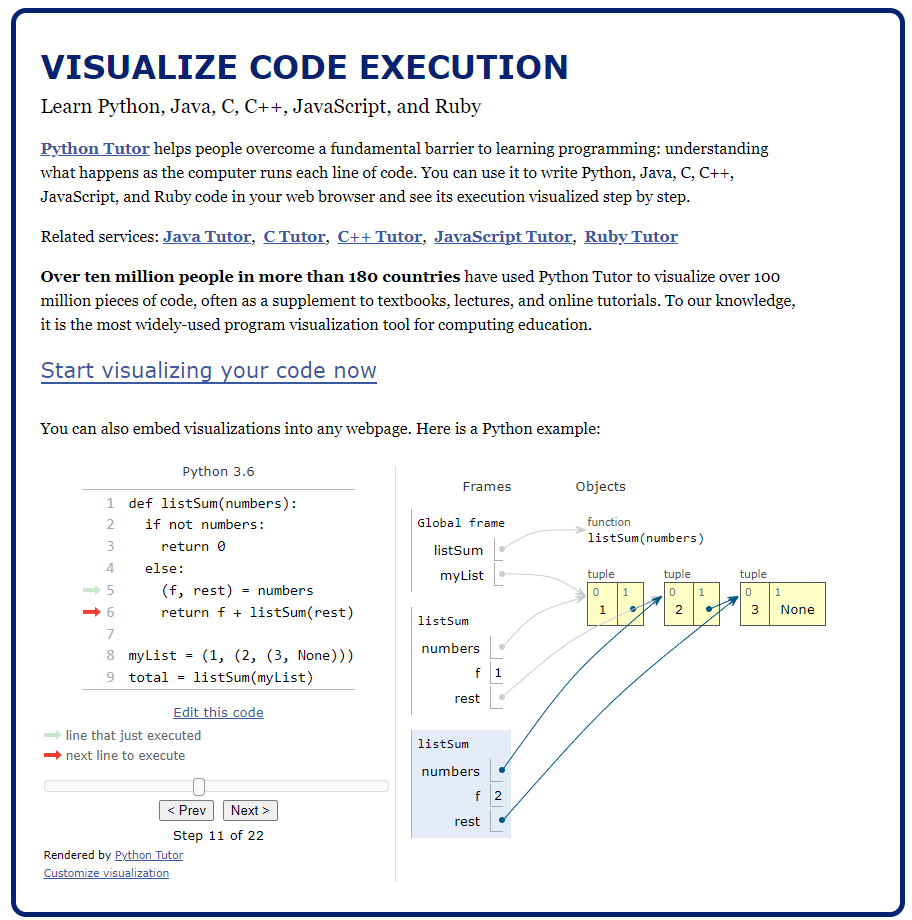 VISUALIZE CODE EXECUTION
Learn Python, Java, C, C++, JavaScript, and Ruby
Python Tutor helps people overcome a fundamental barrier to learning programming: understanding
what happens as the computer runs each line of code. You can use it to write Python, Java, C, C++,
JavaScript, and Ruby code in your web browser and see its execution visualized step by step.
Related services: Java Tutor, C Tutor, C++ Tutor, JavaScript Tutor, Ruby Tutor
Over ten million people in more than 180 countries have used Python Tutor to visualize over 100
million pieces of code, often as a supplement to textbooks, lectures, and online tutorials. To our knowledge,
it is the most widely-used program visualization tool for computing education.
Start visualizing your code now
You can also embed visualizations into any webpage. Here is a Python example:
Python 3.6
1 def listSum(numbers):
2   if not numbers:
3     return 0
4   else:
5     (f, rest) = numbers
6     return f + listSum(rest)
7
8 myList = (1, (2, (3, None)))
9 total = listSum(myList)
Edit this code
line that just executed
next line to execute
< Prev Next >
Step 11 of 22
Rendered by Python Tutor
Customize visualization
Frames Objects
Global frame
listSum
myList
function
listSum(numbers)
tuple tuple tuple
0 1 0 1 0 1
1 2 3 None
listSum
numbers
f 1
rest
listSum
numbers
f 2
rest